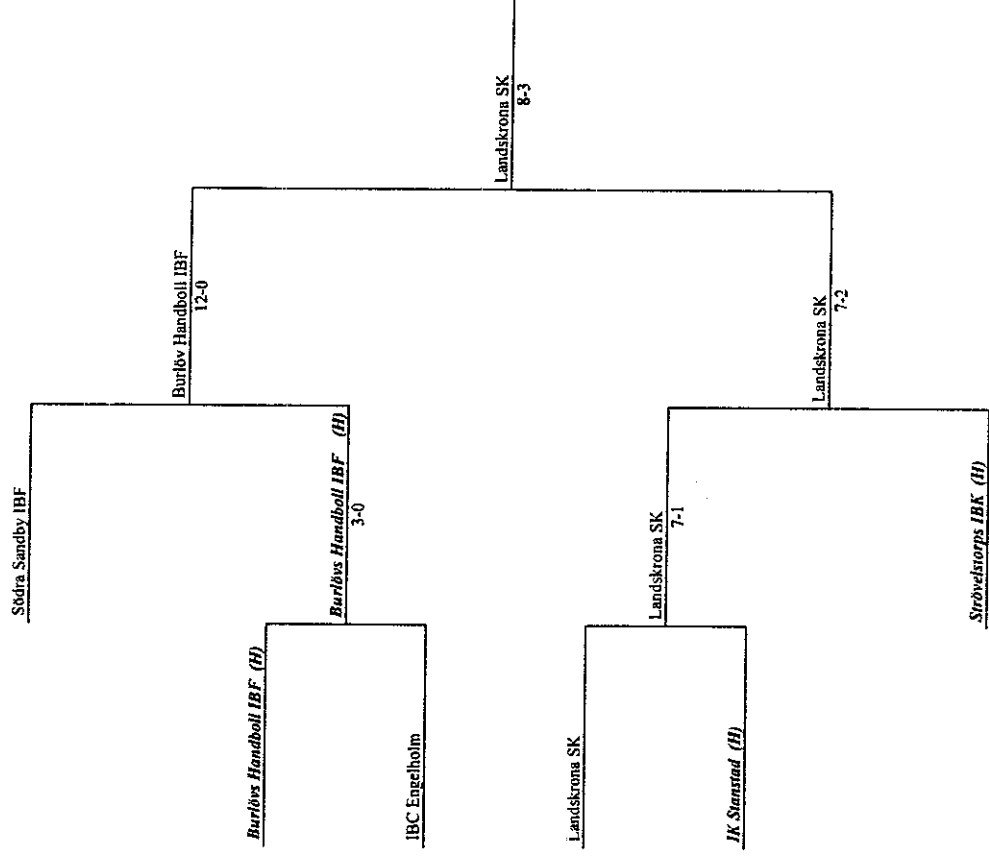 Södra Sandby IBF
Burlövs Handboll IBF (H)
IBC Engelholm
Burlövs Handboll IBF (H)
3-0
Burlöv Handboll IBF
12-0
Landskrona SK
IK Stanstad (H)
Landskrona SK
7-1
Strövelstorps IBK (H)
Landskrona SK
7-2
Landskrona SK
8-3